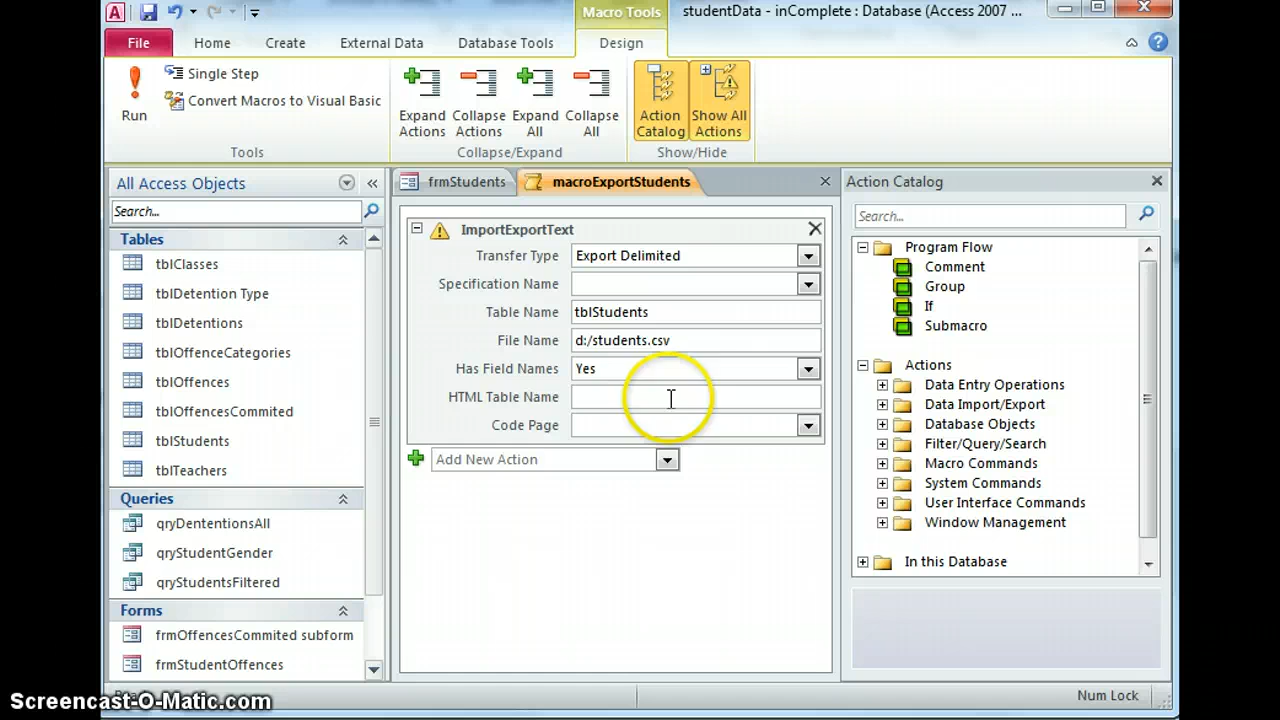 Macro Tools
studentData - inComplete : Database (Access 2007 ...
File
Home
Create
External Data
Database Tools
Design
Run
Single Step
Convert Macros to Visual Basic
Expand Actions
Collapse Actions
Expand All
Collapse All
Action Catalog
Show All Actions
Tools
Collapse/Expand
Show/Hide
All Access Objects
Search...
Tables
tblClasses
tblDetention Type
tblDetentions
tblOffenceCategories
tblOffences
tblOffencesCommited
tblStudents
tblTeachers
Queries
qryDententionsAll
qryStudentGender
qryStudentsFiltered
Forms
frmOffencesCommited subform
frmStudentOffences
frmStudents
macroExportStudents
ImportExportText
Transfer Type Export Delimited
Specification Name
Table Name tblStudents
File Name d:/students.csv
Has Field Names Yes
HTML Table Name
Code Page
Add New Action
Action Catalog
Search...
Program Flow
Comment
Group
If
Submacro
Actions
Data Entry Operations
Data Import/Export
Database Objects
Filter/Query/Search
Macro Commands
System Commands
User Interface Commands
Window Management
In this Database
Num Lock
Screencast-O-Matic.com